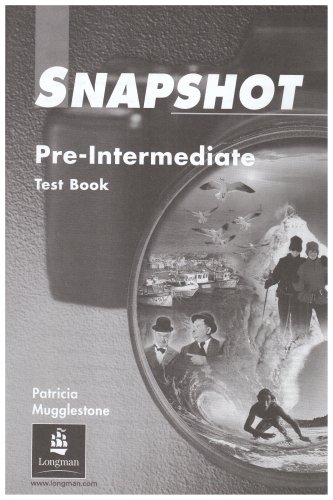 SNAPSHOT
Pre-Intermediate
Test Book
Patricia
Mugglestone
Longman
www.longman.com